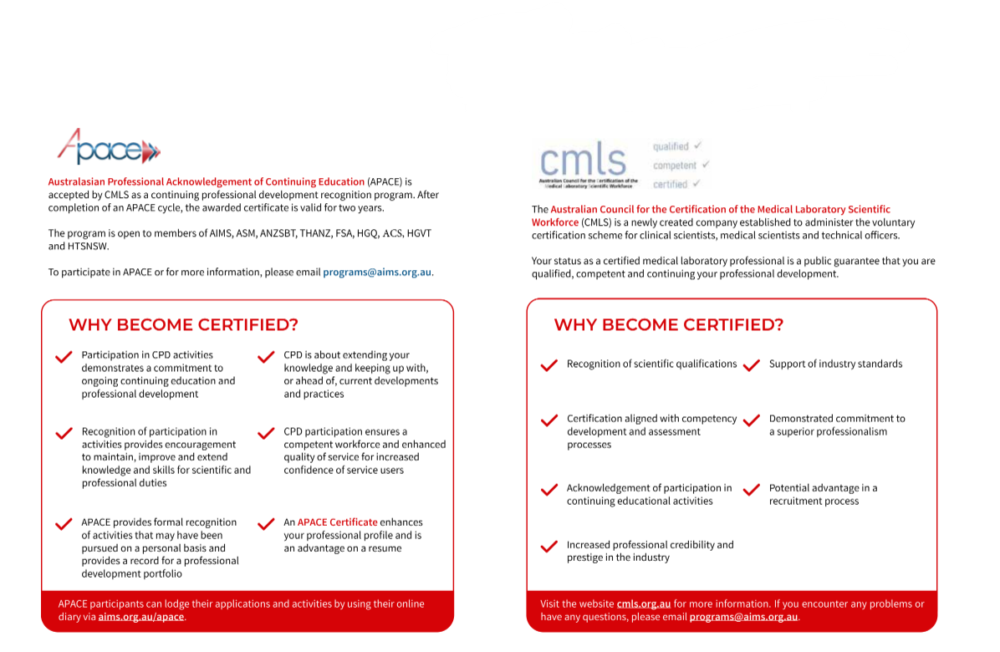 Apace
Australasian Professional Acknowledgement of Continuing Education (APACE) is
accepted by CMLS as a continuing professional development recognition program. After
completion of an APACE cycle, the awarded certificate is valid for two years.
The program is open to members of AIMS, ASM, ANZSBT, THANZ, FSA, HGQ, ACS, HGVT
and HTSNSW.
To participate in APACE or for more information, please email programs@aims.org.au.
WHY BECOME CERTIFIED?
Participation in CPD activities
demonstrates a commitment to
ongoing continuing education and
professional development
CPD is about extending your
knowledge and keeping up with,
or ahead of, current developments
and practices
Recognition of participation in
activities provides encouragement
to maintain, improve and extend
knowledge and skills for scientific and
professional duties
CPD participation ensures a
competent workforce and enhanced
quality of service for increased
confidence of service users
APACE provides formal recognition
of activities that may have been
pursued on a personal basis and
provides a record for a professional
development portfolio
An APACE Certificate enhances
your professional profile and is
an advantage on a resume
APACE participants can lodge their applications and activities by using their online
diary via aims.org.au/apace.
cmls
Australian Council for the Certification of the
Medical Laboratory Scientific Workforce
qualified
competent
certified
The Australian Council for the Certification of the Medical Laboratory Scientific
Workforce (CMLS) is a newly created company established to administer the voluntary
certification scheme for clinical scientists, medical scientists and technical officers.
Your status as a certified medical laboratory professional is a public guarantee that you are
qualified, competent and continuing your professional development.
WHY BECOME CERTIFIED?
Recognition of scientific qualifications
Support of industry standards
Certification aligned with competency
development and assessment
processes
Demonstrated commitment to
a superior professionalism
Acknowledgement of participation in
continuing educational activities
Potential advantage in a
recruitment process
Increased professional credibility and
prestige in the industry
Visit the website cmls.org.au for more information. If you encounter any problems or
have any questions, please email programs@aims.org.au.